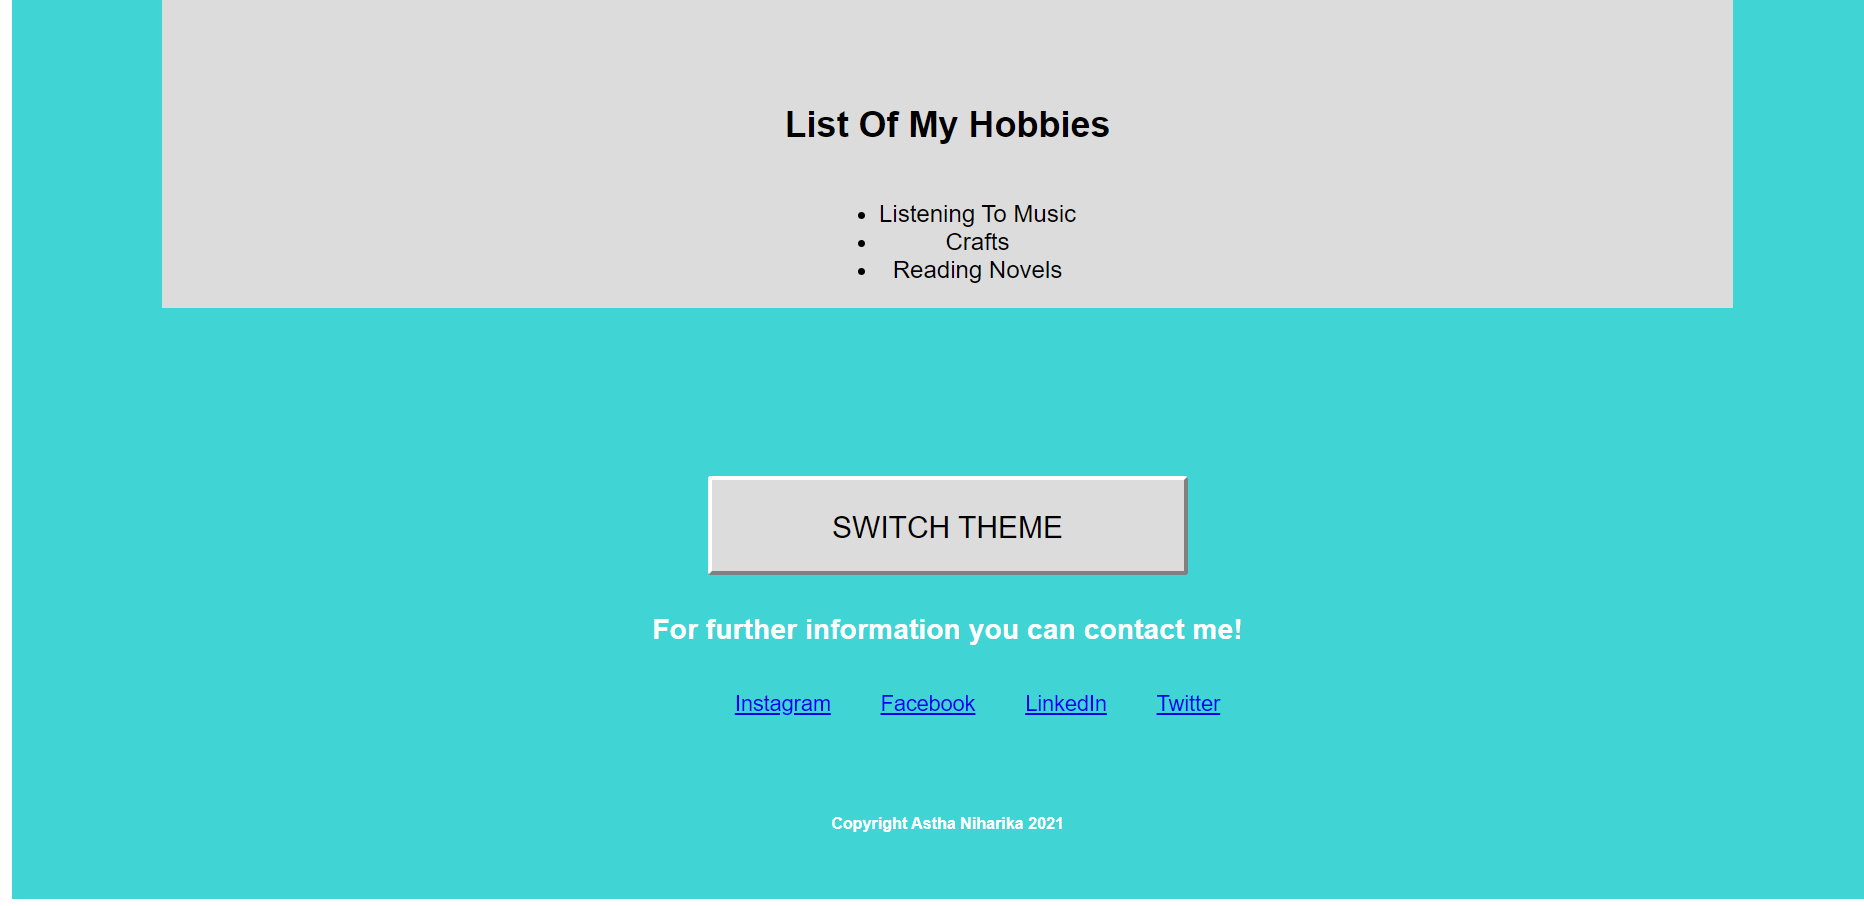 List Of My Hobbies
Listening To Music
Crafts
Reading Novels
SWITCH THEME
For further information you can contact me!
Instagram Facebook LinkedIn Twitter
Copyright Astha Niharika 2021